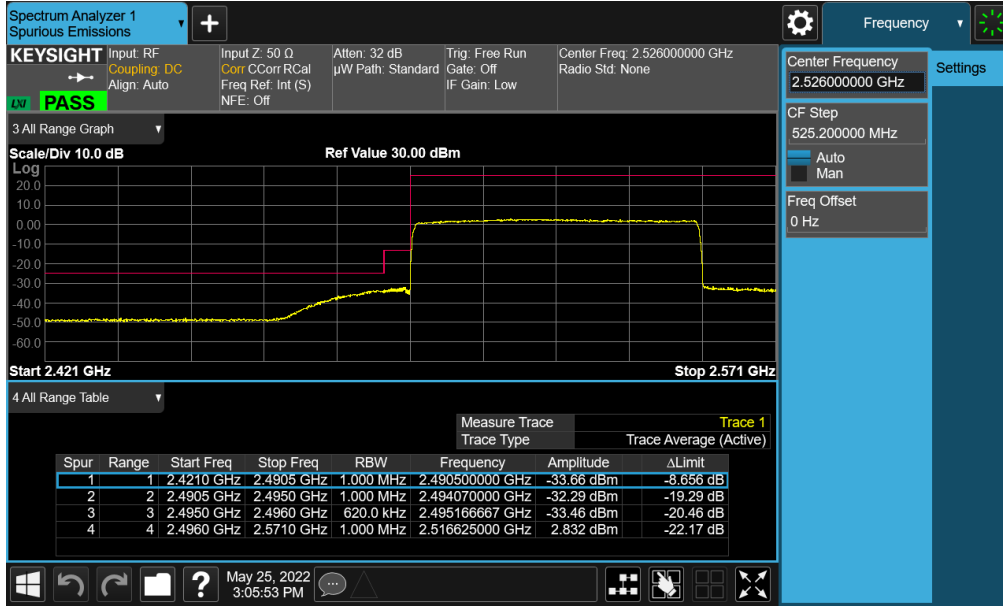 Spectrum Analyzer 1
Spurious Emissions
Frequency
KEYSIGHT
LXI
PASS
Input: RF
Coupling: DC
Align: Auto
Input Z: 50 Ω
Corr CCorr RCal
Freq Ref: Int (S)
NFE: Off
Atten: 32 dB
µW Path: Standard
Trig: Free Run
Gate: Off
IF Gain: Low
Center Freq: 2.526000000 GHz
Radio Std: None
Center Frequency
2.526000000 GHz
Settings
CF Step
525.200000 MHz
Auto
Man
Freq Offset
0 Hz
3 All Range Graph
Scale/Div 10.0 dB
Ref Value 30.00 dBm
Log
20.0
10.0
0.00
-10.0
-20.0
-30.0
-40.0
-50.0
-60.0
Start 2.421 GHz
Stop 2.571 GHz
4 All Range Table
Measure Trace Trace 1
Trace Type Trace Average (Active)
Spur Range Start Freq Stop Freq RBW Frequency Amplitude ΔLimit
1 1 2.4210 GHz 2.4905 GHz 1.000 MHz 2.490500000 GHz -33.66 dBm -8.656 dB
2 2 2.4905 GHz 2.4950 GHz 1.000 MHz 2.494070000 GHz -32.29 dBm -19.29 dB
3 3 2.4950 GHz 2.4960 GHz 620.0 kHz 2.495166667 GHz -33.46 dBm -20.46 dB
4 4 2.4960 GHz 2.5710 GHz 1.000 MHz 2.516625000 GHz 2.832 dBm -22.17 dB
?
May 25, 2022
3:05:53 PM